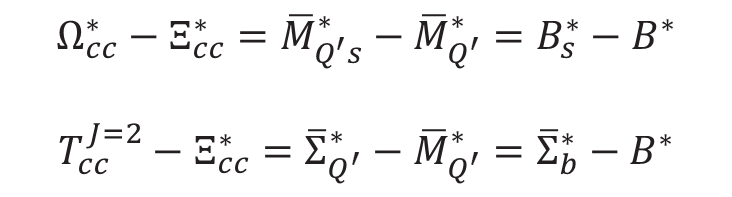 Ω*cc − Ξ*cc = M̅*Q′s − M̅*Q′ = B*s − B*
T^{J=2}cc − Ξ*cc = Σ̅*Q′ − M̅*Q′ = Σ̅*b − B*